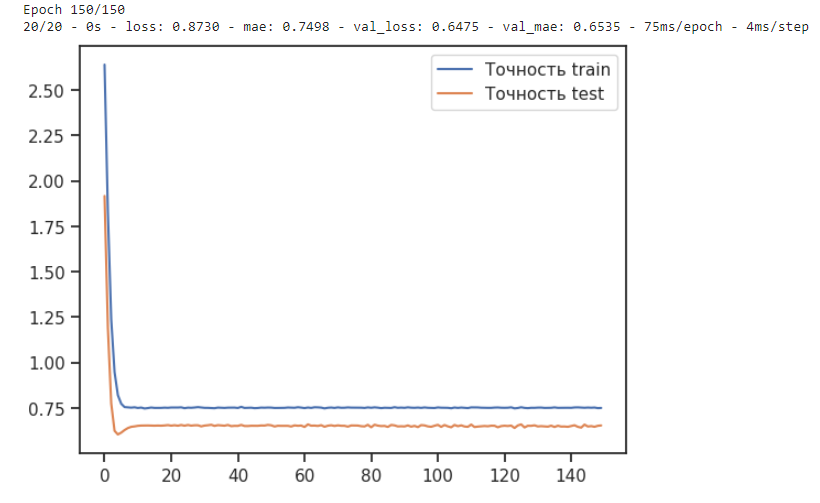 Epoch 150/150
20/20 - 0s - loss: 0.8730 - mae: 0.7498 - val_loss: 0.6475 - val_mae: 0.6535 - 75ms/epoch - 4ms/step
Точность train
Точность test
2.50
2.25
2.00
1.75
1.50
1.25
1.00
0.75
0 20 40 60 80 100 120 140